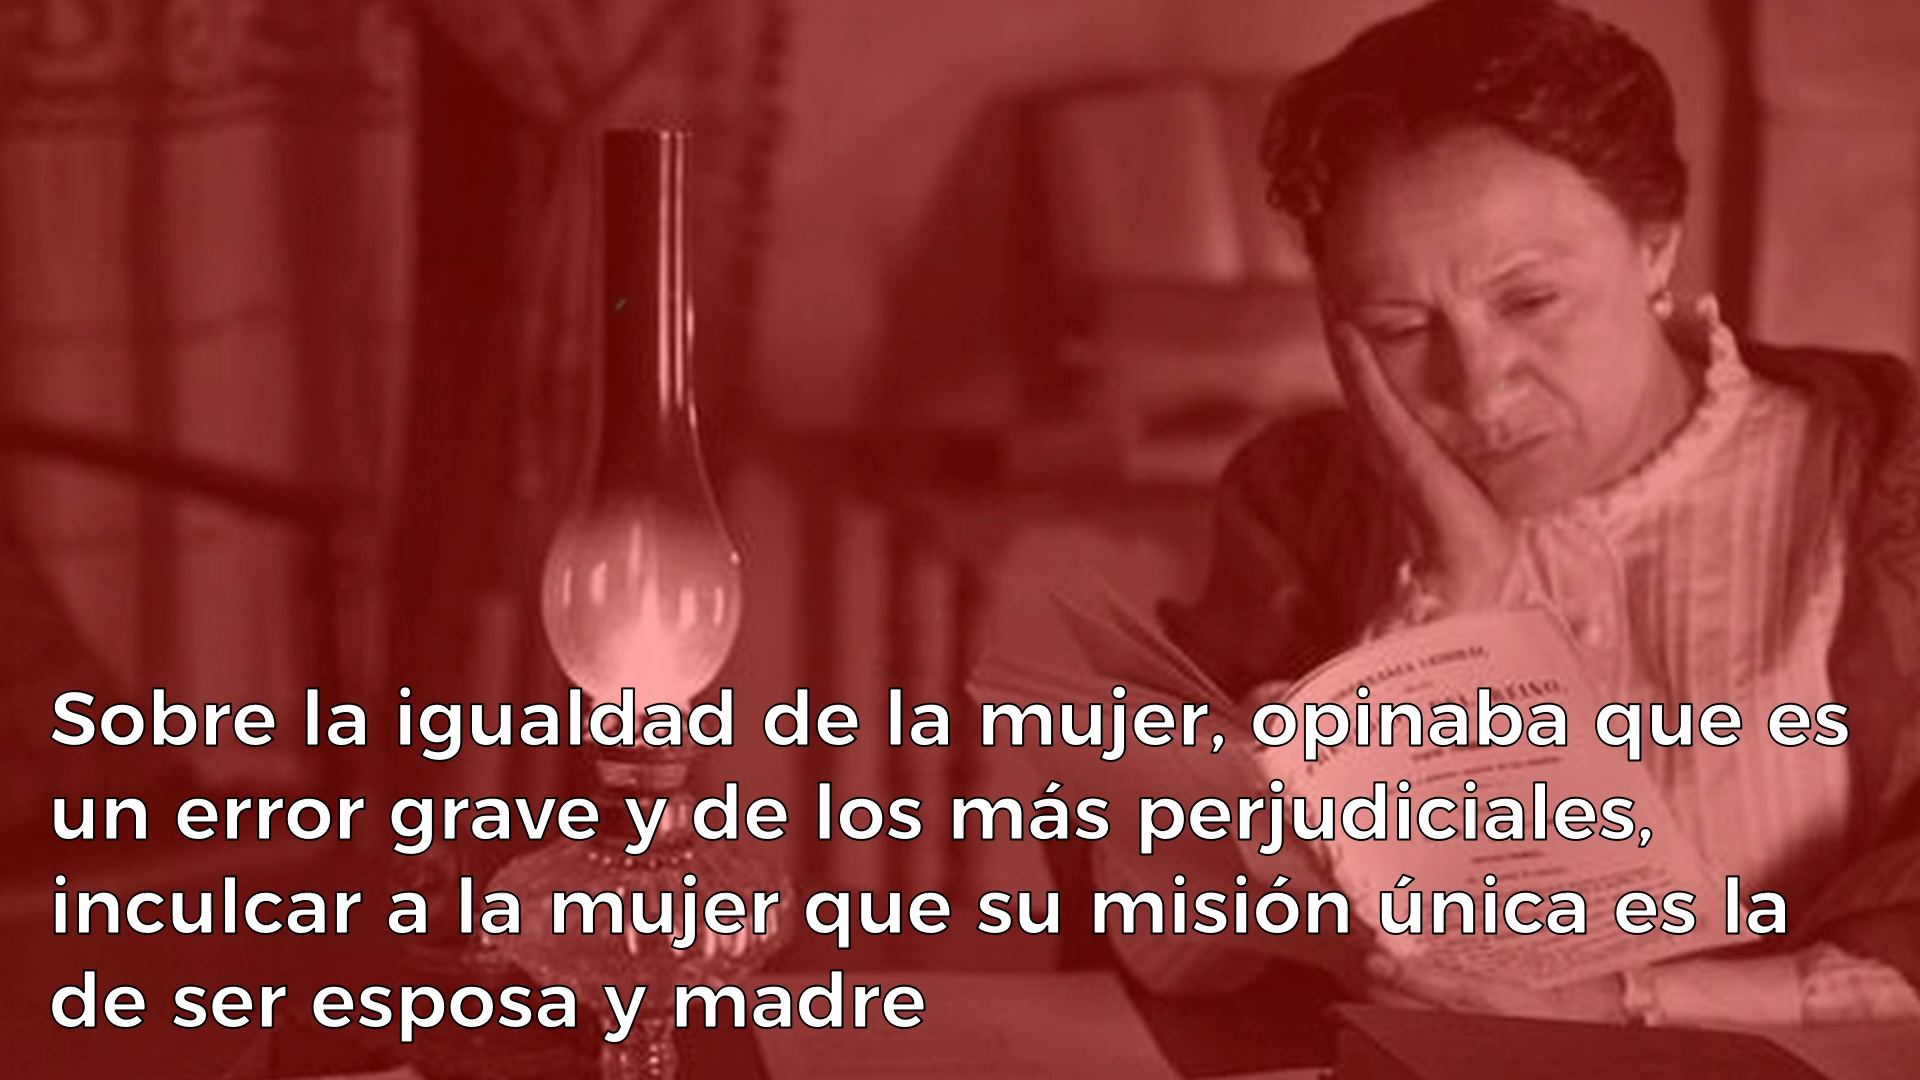 Sobre la igualdad de la mujer, opinaba que es
un error grave y de los más perjudiciales,
inculcar a la mujer que su misión única es la
de ser esposa y madre